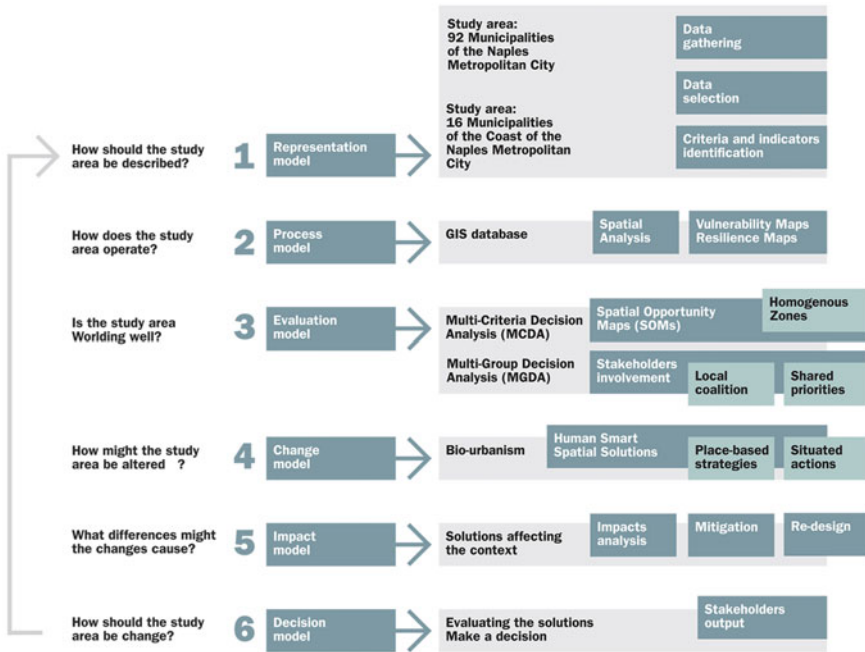 How should the study
area be described?
1
Representation
model
Study area:
92 Municipalities
of the Naples
Metropolitan City
Study area:
16 Municipalities
of the Coast of the
Naples Metropolitan
City
Data
gathering
Data
selection
Criteria and indicators
identification
How does the study
area operate?
2
Process
model
GIS database
Spatial
Analysis
Vulnerability Maps
Resilience Maps
Is the study area
Worlding well?
3
Evaluation
model
Multi-Criteria Decision
Analysis (MCDA)
Spatial Opportunity
Maps (SOMs)
Homogenous
Zones
Multi-Group Decision
Analysis (MGDA)
Stakeholders
involvement
Local
coalition
Shared
priorities
How might the study
area be altered ?
4
Change
model
Bio-urbanism
Human Smart
Spatial Solutions
Place-based
strategies
Situated
actions
What differences might
the changes cause?
5
Impact
model
Solutions affecting
the context
Impacts
analysis
Mitigation
Re-design
How should the study
area be change?
6
Decision
model
Evaluating the solutions
Make a decision
Stakeholders
output